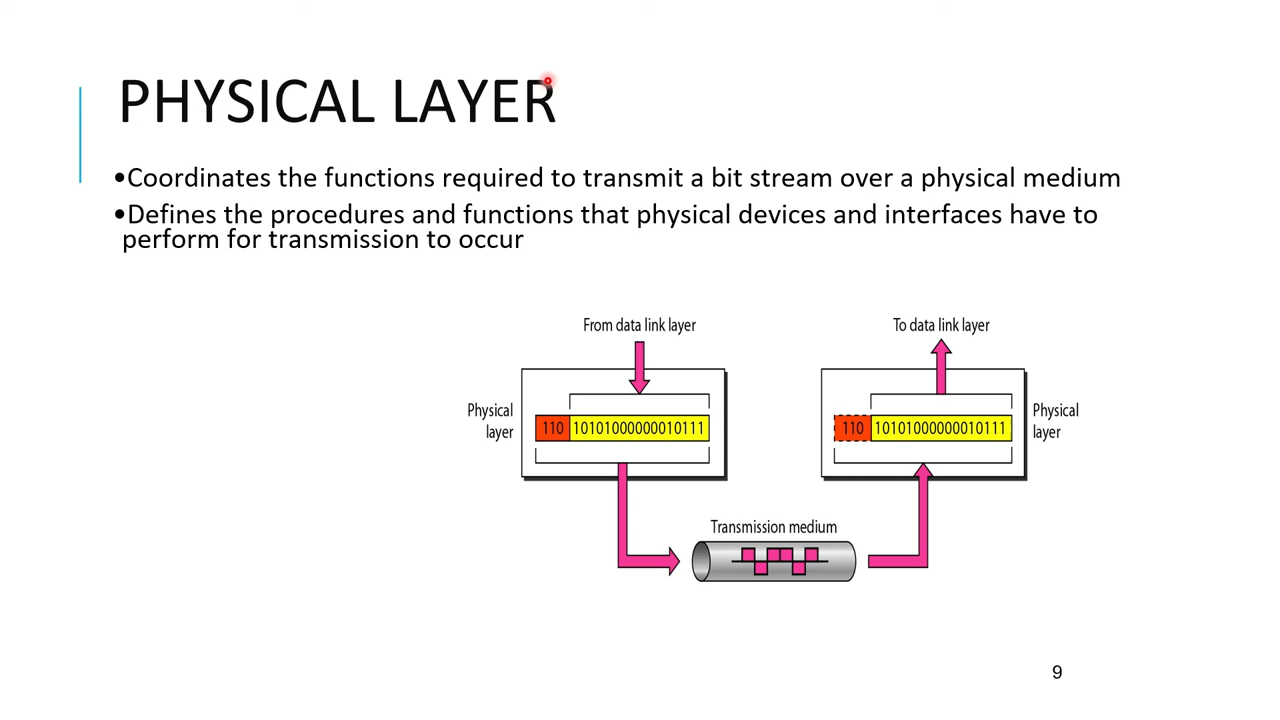 PHYSICAL LAYER
•Coordinates the functions required to transmit a bit stream over a physical medium
•Defines the procedures and functions that physical devices and interfaces have to
perform for transmission to occur
From data link layer
To data link layer
Physical
layer
110 10101000000010111
110 10101000000010111
Physical
layer
Transmission medium
9